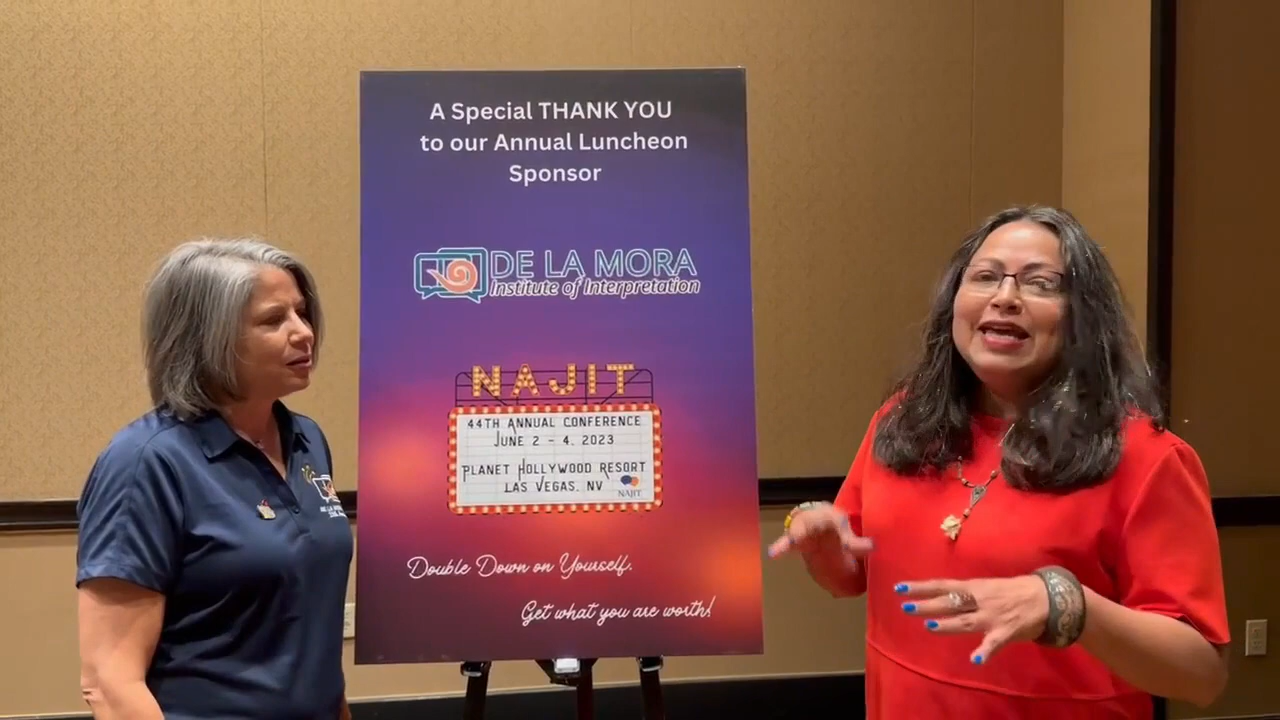 A Special THANK YOU
to our Annual Luncheon
Sponsor
DE LA MORA
Institute of Interpretation
NAJIT
44TH ANNUAL CONFERENCE
JUNE 2 - 4, 2023
PLANET HOLLYWOOD RESORT
LAS VEGAS, NV
NAJIT
Double Down on Yourself.
Get what you are worth!
DE LA